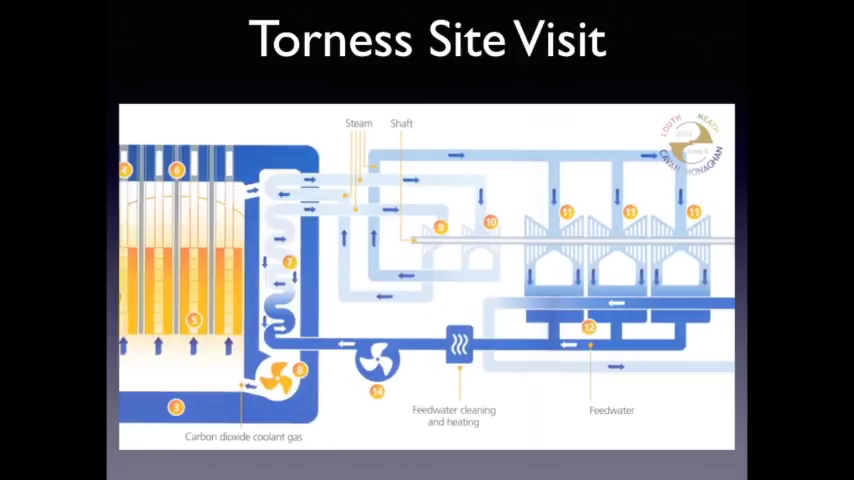 Torness Site Visit
Steam
Shaft
LOUTH
MEATH
CAVAN
MONAGHAN
4
6
9
10
11
11
11
7
5
12
8
14
3
Feedwater cleaning
and heating
Feedwater
Carbon dioxide coolant gas